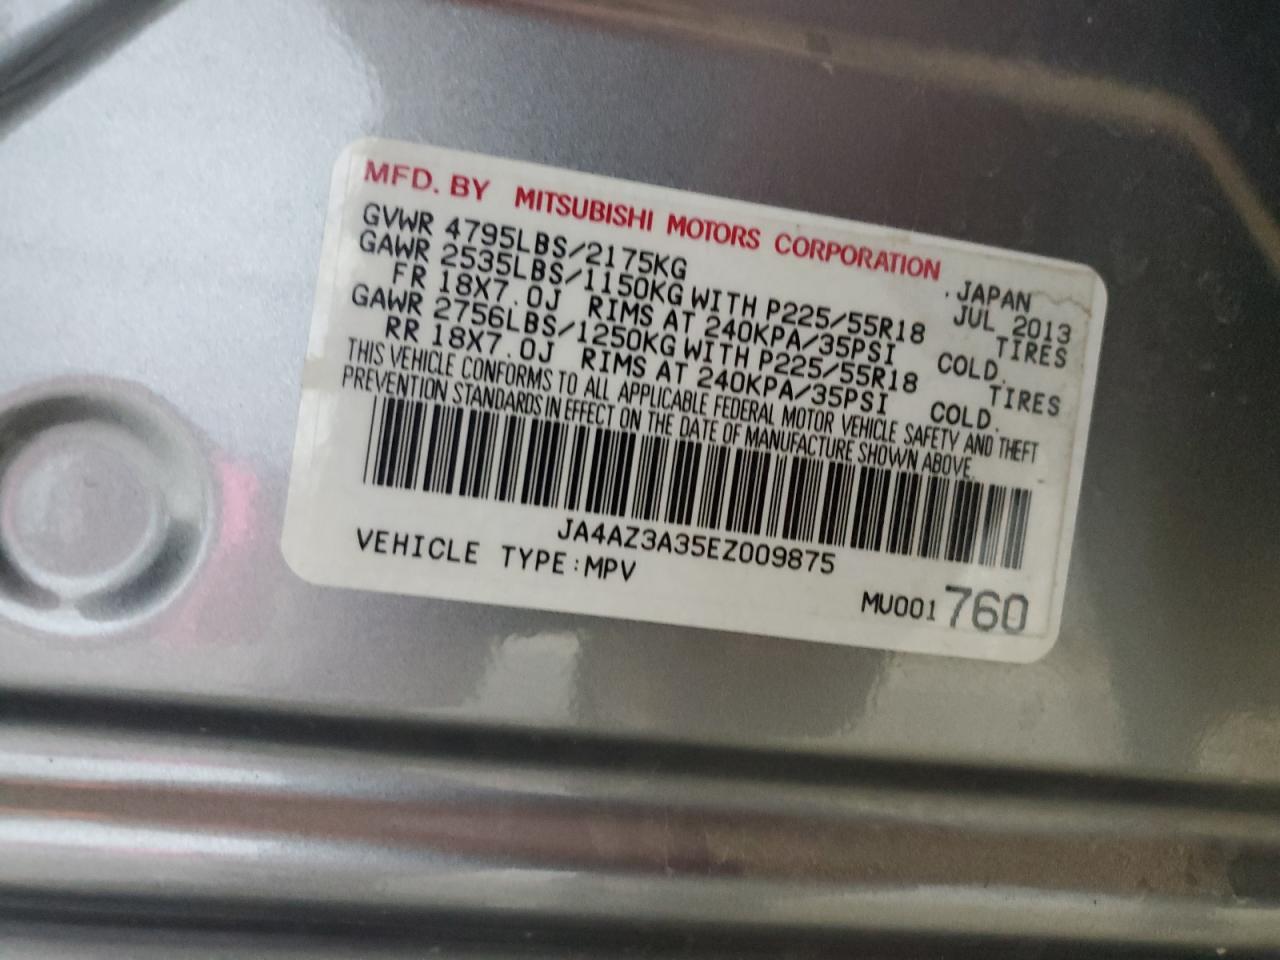 MFD. BY MITSUBISHI MOTORS CORPORATION JAPAN
GVWR 4795LBS/2175KG JUL 2013
GAWR 2535LBS/1150KG WITH P225/55R18 TIRES
FR 18X7.0J RIMS AT 240KPA/35PSI COLD.
GAWR 2756LBS/1250KG WITH P225/55R18 TIRES
RR 18X7.0J RIMS AT 240KPA/35PSI COLD.
THIS VEHICLE CONFORMS TO ALL APPLICABLE FEDERAL MOTOR VEHICLE SAFETY AND THEFT
PREVENTION STANDARDS IN EFFECT ON THE DATE OF MANUFACTURE SHOWN ABOVE.
JA4AZ3A35EZ009875
VEHICLE TYPE:MPV
MU001 760